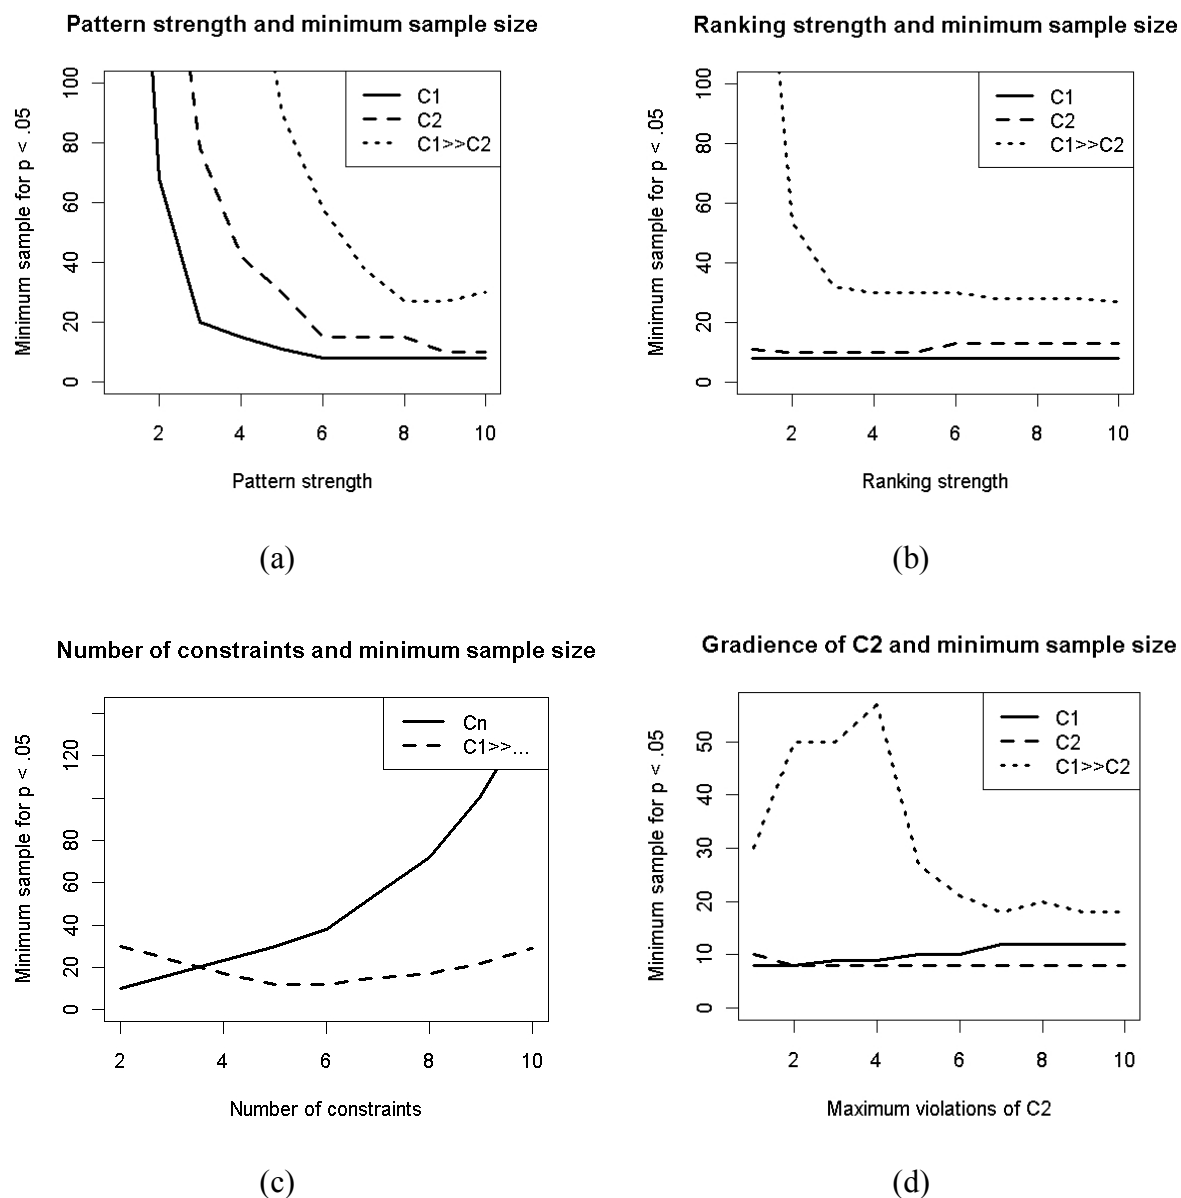 Pattern strength and minimum sample size
Minimum sample for p < .05
100
80
60
40
20
0
C1
C2
C1>>C2
2 4 6 8 10
Pattern strength
(a)
Ranking strength and minimum sample size
Minimum sample for p < .05
100
80
60
40
20
0
C1
C2
C1>>C2
2 4 6 8 10
Ranking strength
(b)
Number of constraints and minimum sample size
Minimum sample for p < .05
120
80
60
40
20
0
Cn
C1>>...
2 4 6 8 10
Number of constraints
(c)
Gradience of C2 and minimum sample size
Minimum sample for p < .05
50
40
30
20
10
0
C1
C2
C1>>C2
2 4 6 8 10
Maximum violations of C2
(d)